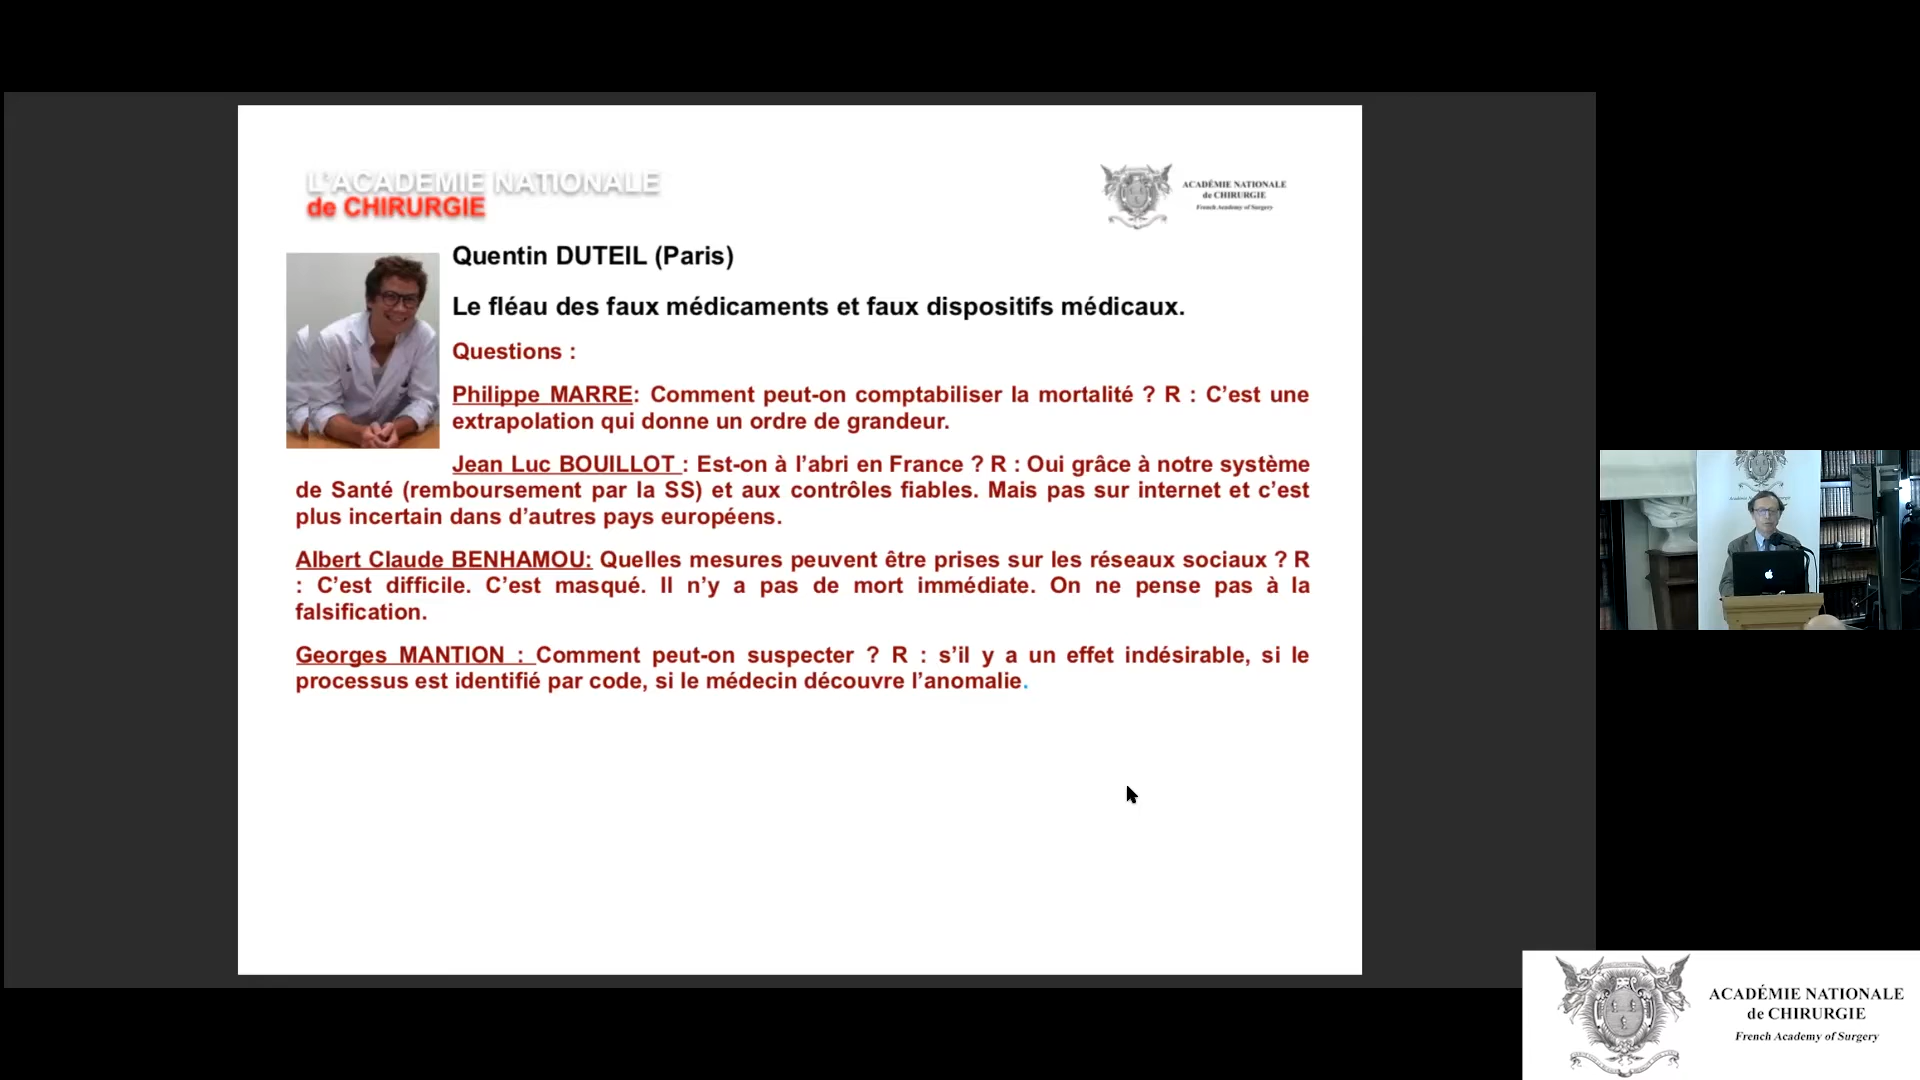 L'ACADEMIE NATIONALE
de CHIRURGIE
ACADÉMIE NATIONALE
de CHIRURGIE
French Academy of Surgery
Quentin DUTEIL (Paris)
Le fléau des faux médicaments et faux dispositifs médicaux.
Questions :
Philippe MARRE: Comment peut-on comptabiliser la mortalité ? R : C’est une
extrapolation qui donne un ordre de grandeur.
Jean Luc BOUILLOT : Est-on à l’abri en France ? R : Oui grâce à notre système
de Santé (remboursement par la SS) et aux contrôles fiables. Mais pas sur internet et c’est
plus incertain dans d’autres pays européens.
Albert Claude BENHAMOU: Quelles mesures peuvent être prises sur les réseaux sociaux ? R
: C’est difficile. C’est masqué. Il n’y a pas de mort immédiate. On ne pense pas à la
falsification.
Georges MANTION : Comment peut-on suspecter ? R : s’il y a un effet indésirable, si le
processus est identifié par code, si le médecin découvre l’anomalie.
ACADÉMIE NATIONALE
de CHIRURGIE
French Academy of Surgery